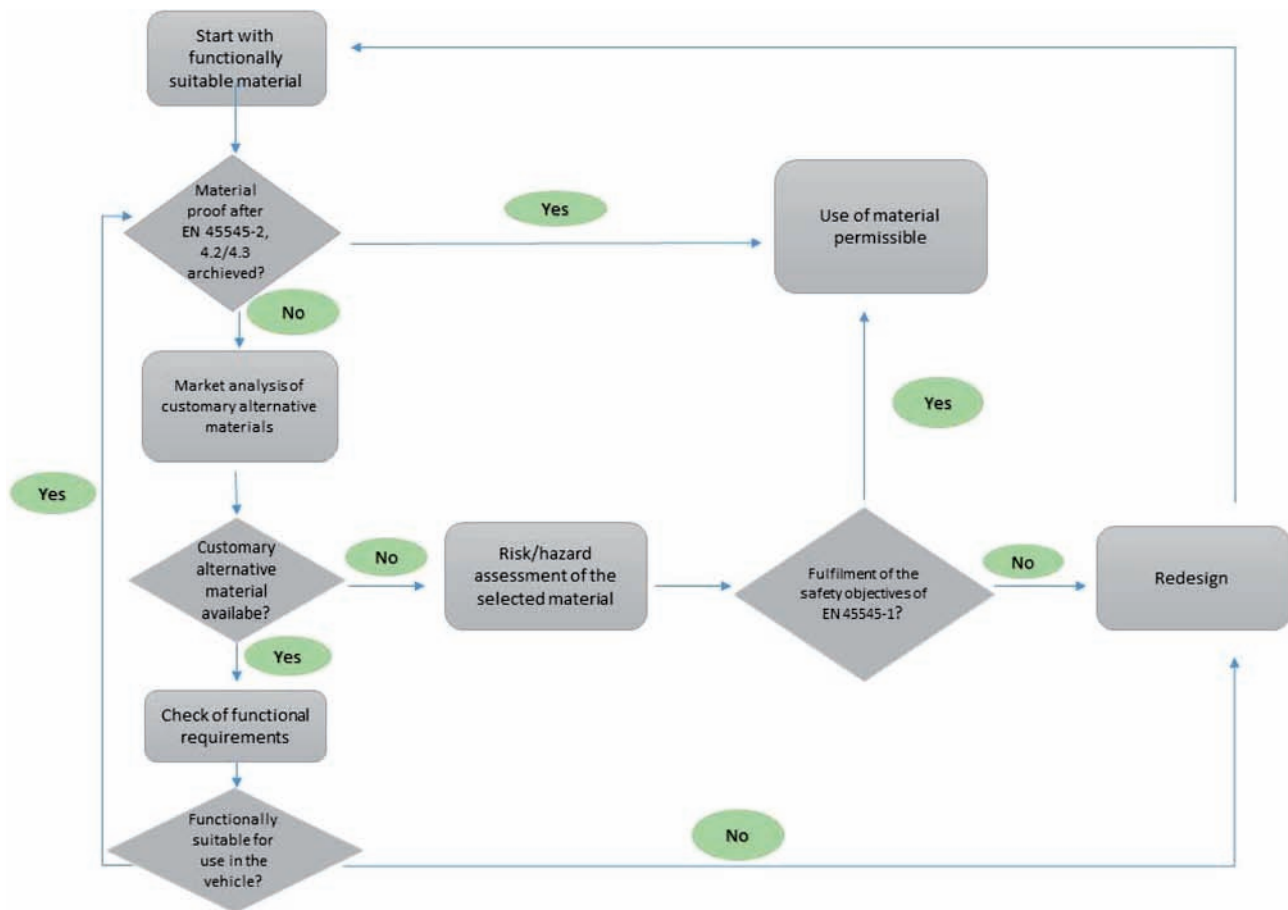 Start with
functionally
suitable material
Material
proof after
EN 45545-2,
4.2/4.3
archieved?
Yes
Use of material
permissible
No
Market analysis of
customary alternative
materials
Yes
Yes
Customary
alternative
material
availabe?
No
Risk/hazard
assessment of the
selected material
Fulfilment of the
safety objectives of
EN 45545-1?
No
Redesign
Yes
Check of functional
requirements
Functionally
suitable for
use in the
vehicle?
No